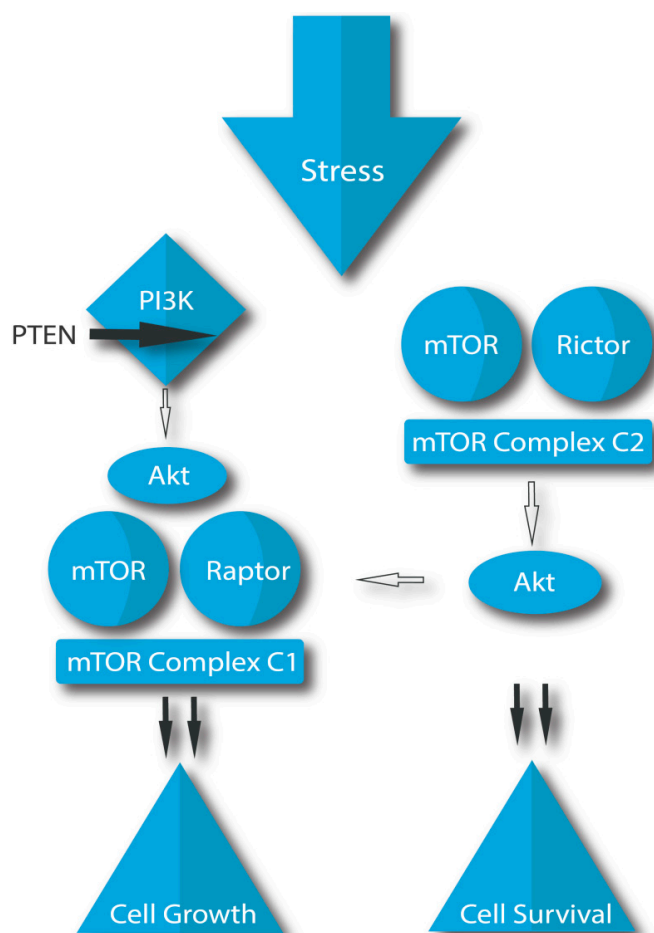 Stress
PI3K
PTEN
mTOR
Rictor
mTOR Complex C2
Akt
mTOR
Raptor
Akt
mTOR Complex C1
Cell Growth
Cell Survival